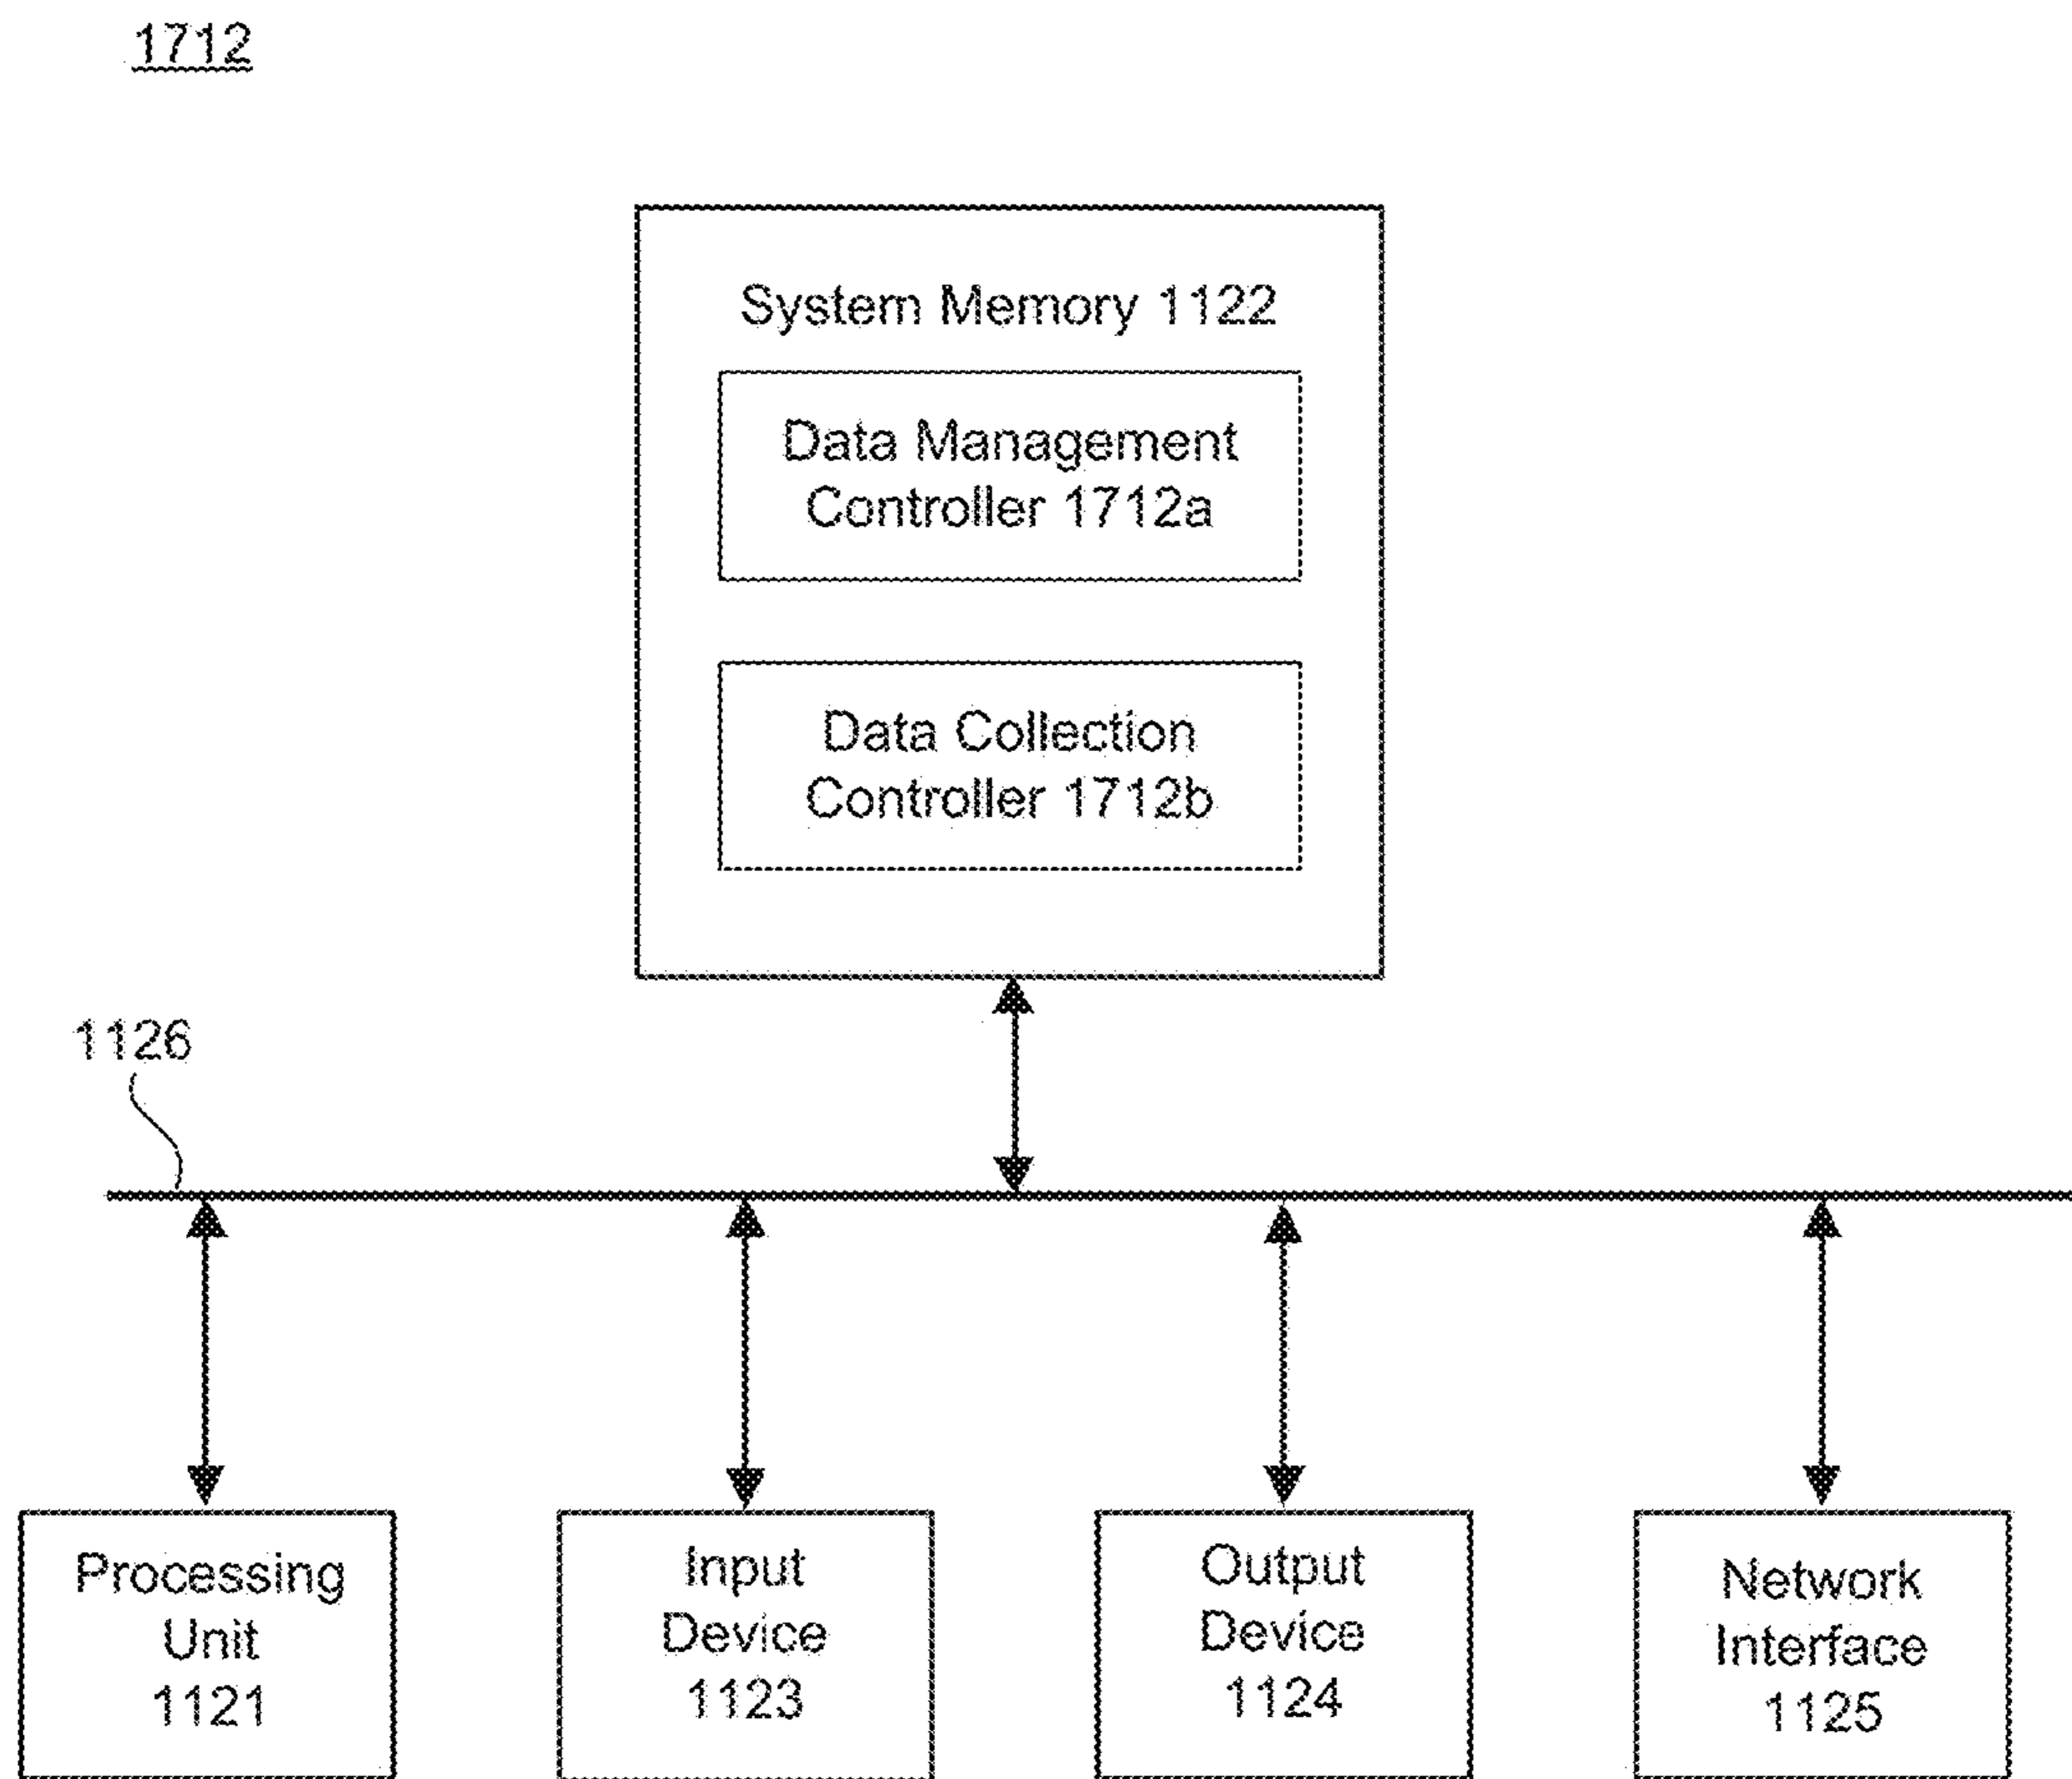 1712
System Memory 1122
Data Management
Controller 1712a
Data Collection
Controller 1712b
1126
Processing
Unit
1121
Input
Device
1123
Output
Device
1124
Network
Interface
1125